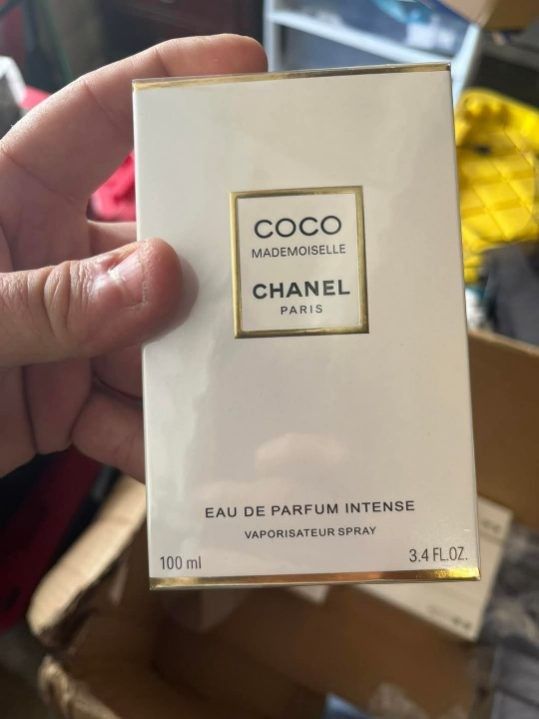 COCO
MADEMOISELLE
CHANEL
PARIS
EAU DE PARFUM INTENSE
VAPORISATEUR SPRAY
100 ml
3.4 FL.OZ.